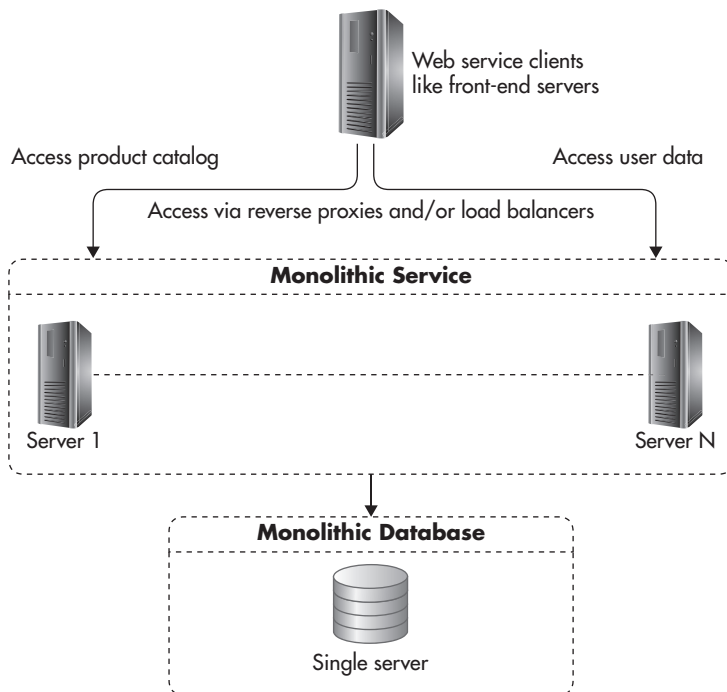 Web service clients
like front-end servers
Access product catalog
Access user data
Access via reverse proxies and/or load balancers
Monolithic Service
Server 1
Server N
Monolithic Database
Single server